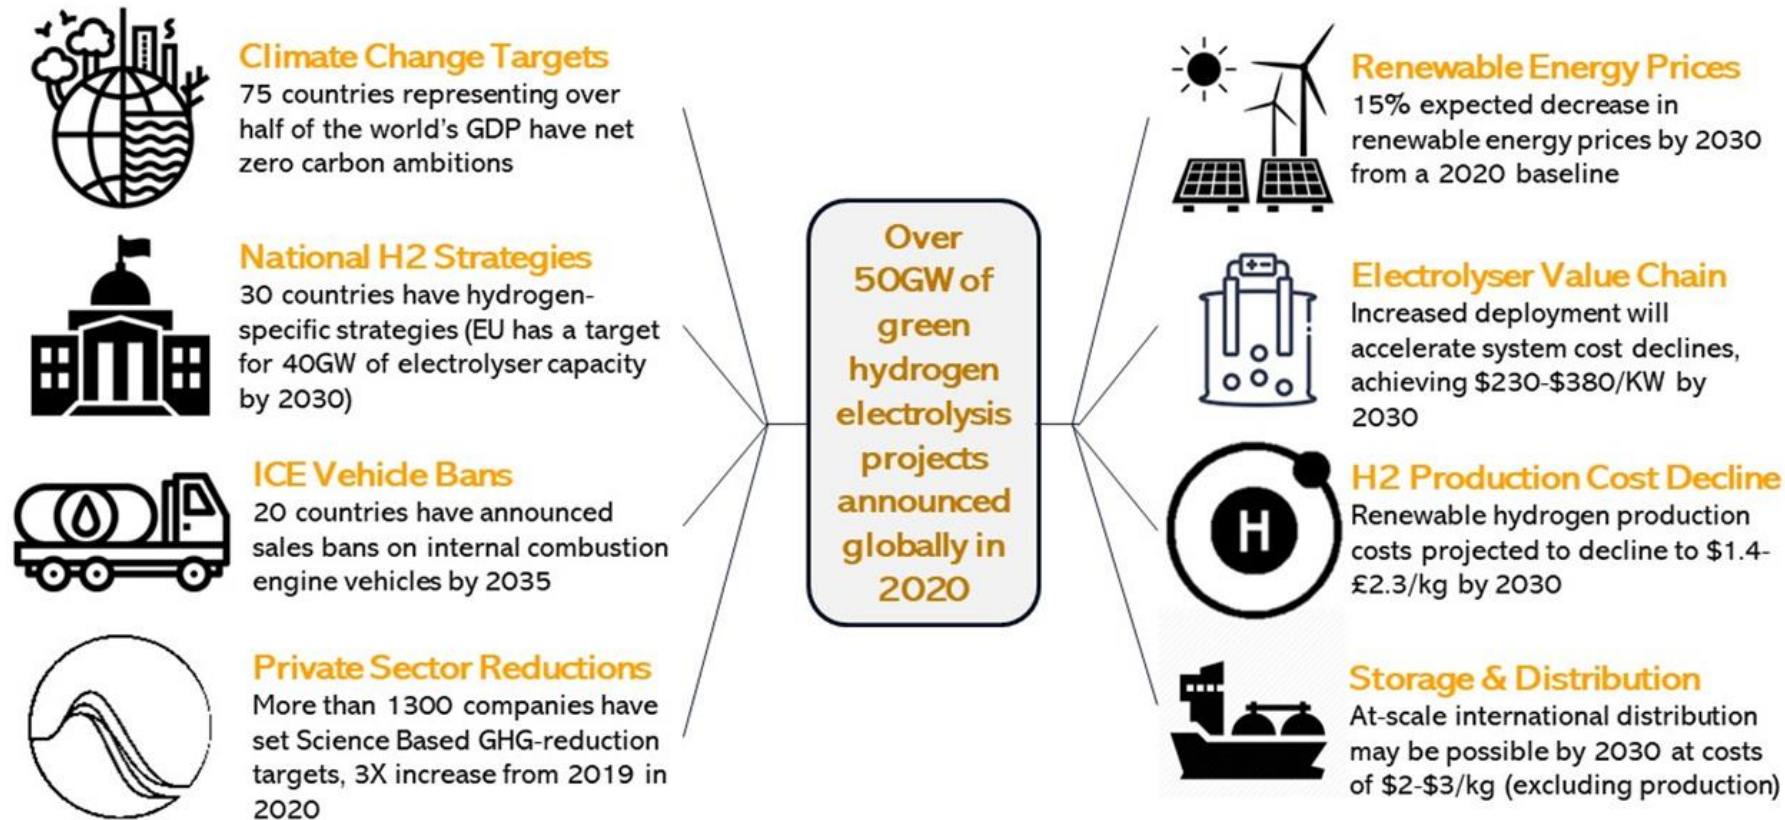 Climate Change Targets
75 countries representing over
half of the world's GDP have net
zero carbon ambitions
National H2 Strategies
30 countries have hydrogen-
specific strategies (EU has a target
for 40GW of electrolyser capacity
by 2030)
ICE Vehicle Bans
20 countries have announced
sales bans on internal combustion
engine vehicles by 2035
Private Sector Reductions
More than 1300 companies have
set Science Based GHG-reduction
targets, 3X increase from 2019 in
2020
Over
50GW of
green
hydrogen
electrolysis
projects
announced
globally in
2020
Renewable Energy Prices
15% expected decrease in
renewable energy prices by 2030
from a 2020 baseline
Electrolyser Value Chain
Increased deployment will
accelerate system cost declines,
achieving $230-$380/KW by
2030
H
H2 Production Cost Decline
Renewable hydrogen production
costs projected to decline to $1.4-
£2.3/kg by 2030
Storage & Distribution
At-scale international distribution
may be possible by 2030 at costs
of $2-$3/kg (excluding production)